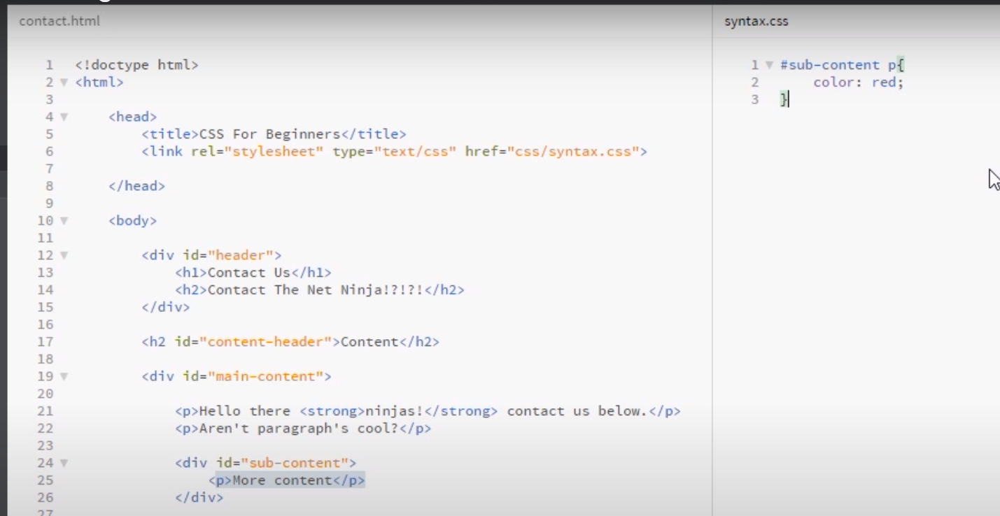 contact.html
1 <!doctype html>
2 <html>
3
4 <head>
5 <title>CSS For Beginners</title>
6 <link rel="stylesheet" type="text/css" href="css/syntax.css">
7
8 </head>
9
10 <body>
11
12 <div id="header">
13 <h1>Contact Us</h1>
14 <h2>Contact The Net Ninja!?!?!</h2>
15 </div>
16
17 <h2 id="content-header">Content</h2>
18
19 <div id="main-content">
20
21 <p>Hello there <strong>ninjas!</strong> contact us below.</p>
22 <p>Aren't paragraph's cool?</p>
23
24 <div id="sub-content">
25 <p>More content</p>
26 </div>
27
syntax.css
1 #sub-content p{
2 color: red;
3 }